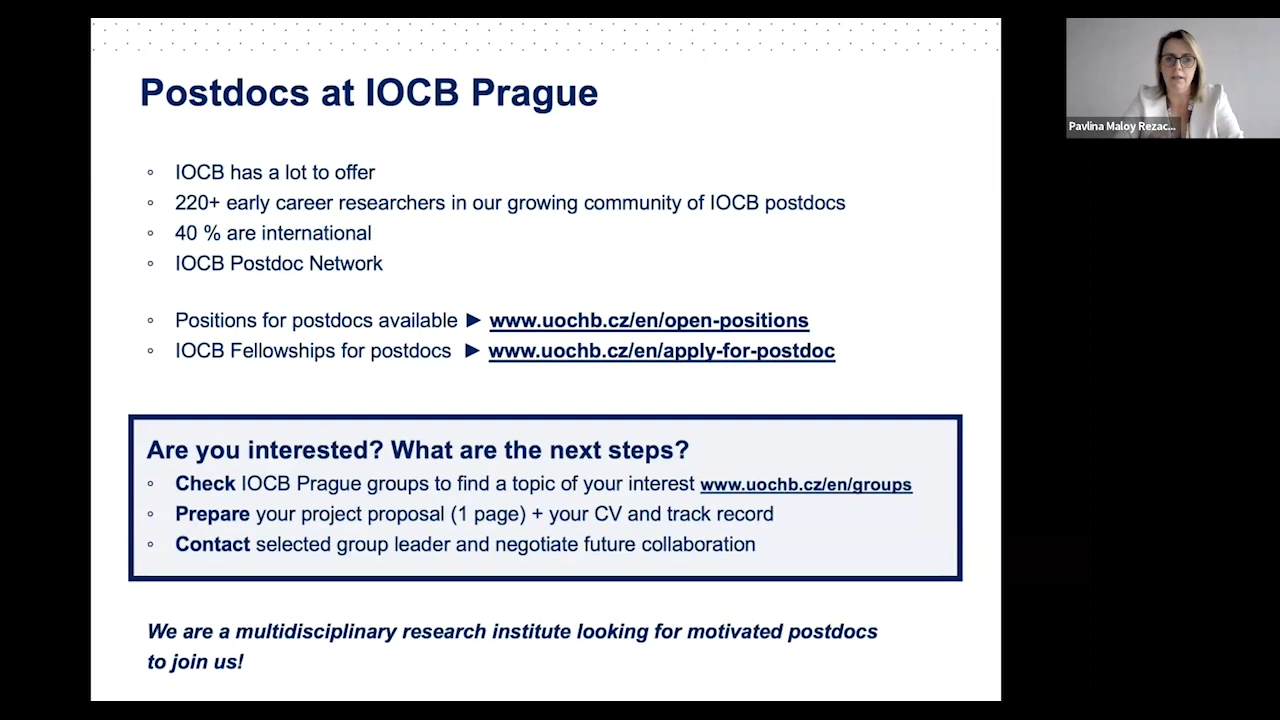 Postdocs at IOCB Prague
◦ IOCB has a lot to offer
◦ 220+ early career researchers in our growing community of IOCB postdocs
◦ 40 % are international
◦ IOCB Postdoc Network
◦ Positions for postdocs available ► www.uochb.cz/en/open-positions
◦ IOCB Fellowships for postdocs ► www.uochb.cz/en/apply-for-postdoc
Are you interested? What are the next steps?
◦ Check IOCB Prague groups to find a topic of your interest www.uochb.cz/en/groups
◦ Prepare your project proposal (1 page) + your CV and track record
◦ Contact selected group leader and negotiate future collaboration
We are a multidisciplinary research institute looking for motivated postdocs
to join us!
Pavlina Maloy Rezac...